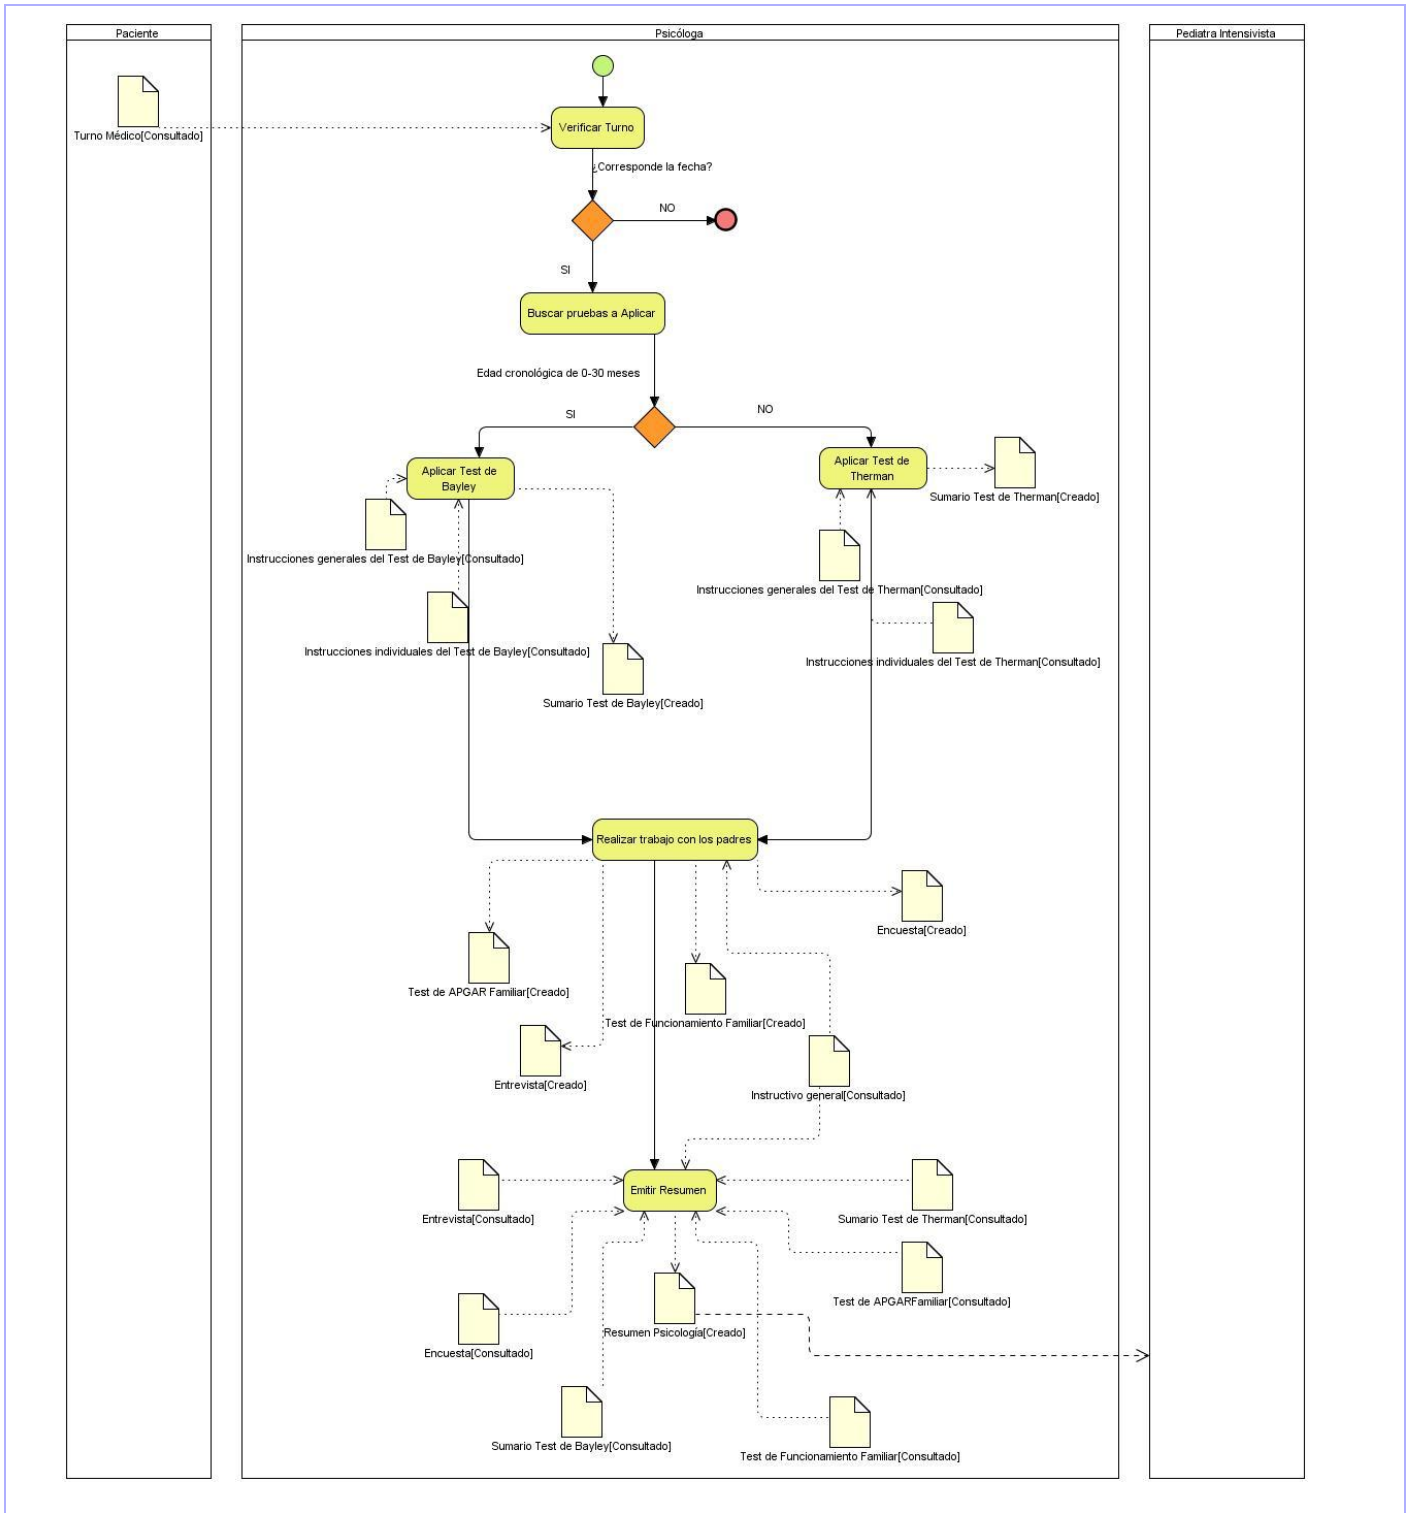 Paciente
Psicóloga
Pediatra Intensivista
Turno Médico[Consultado]
Verificar Turno
¿Corresponde la fecha?
NO
SI
Buscar pruebas a Aplicar
Edad cronológica de 0-30 meses
SI
NO
Aplicar Test de
Bayley
Aplicar Test de
Therman
Sumario Test de Therman[Creado]
Instrucciones generales del Test de Bayley[Consultado]
Instrucciones generales del Test de Therman[Consultado]
Instrucciones individuales del Test de Bayley[Consultado]
Instrucciones individuales del Test de Therman[Consultado]
Sumario Test de Bayley[Creado]
Realizar trabajo con los padres
Encuesta[Creado]
Test de APGAR Familiar[Creado]
Test de Funcionamiento Familiar[Creado]
Entrevista[Creado]
Instructivo general[Consultado]
Emitir Resumen
Entrevista[Consultado]
Sumario Test de Therman[Consultado]
Test de APGARFamiliar[Consultado]
Resumen Psicología[Creado]
Encuesta[Consultado]
Sumario Test de Bayley[Consultado]
Test de Funcionamiento Familiar[Consultado]